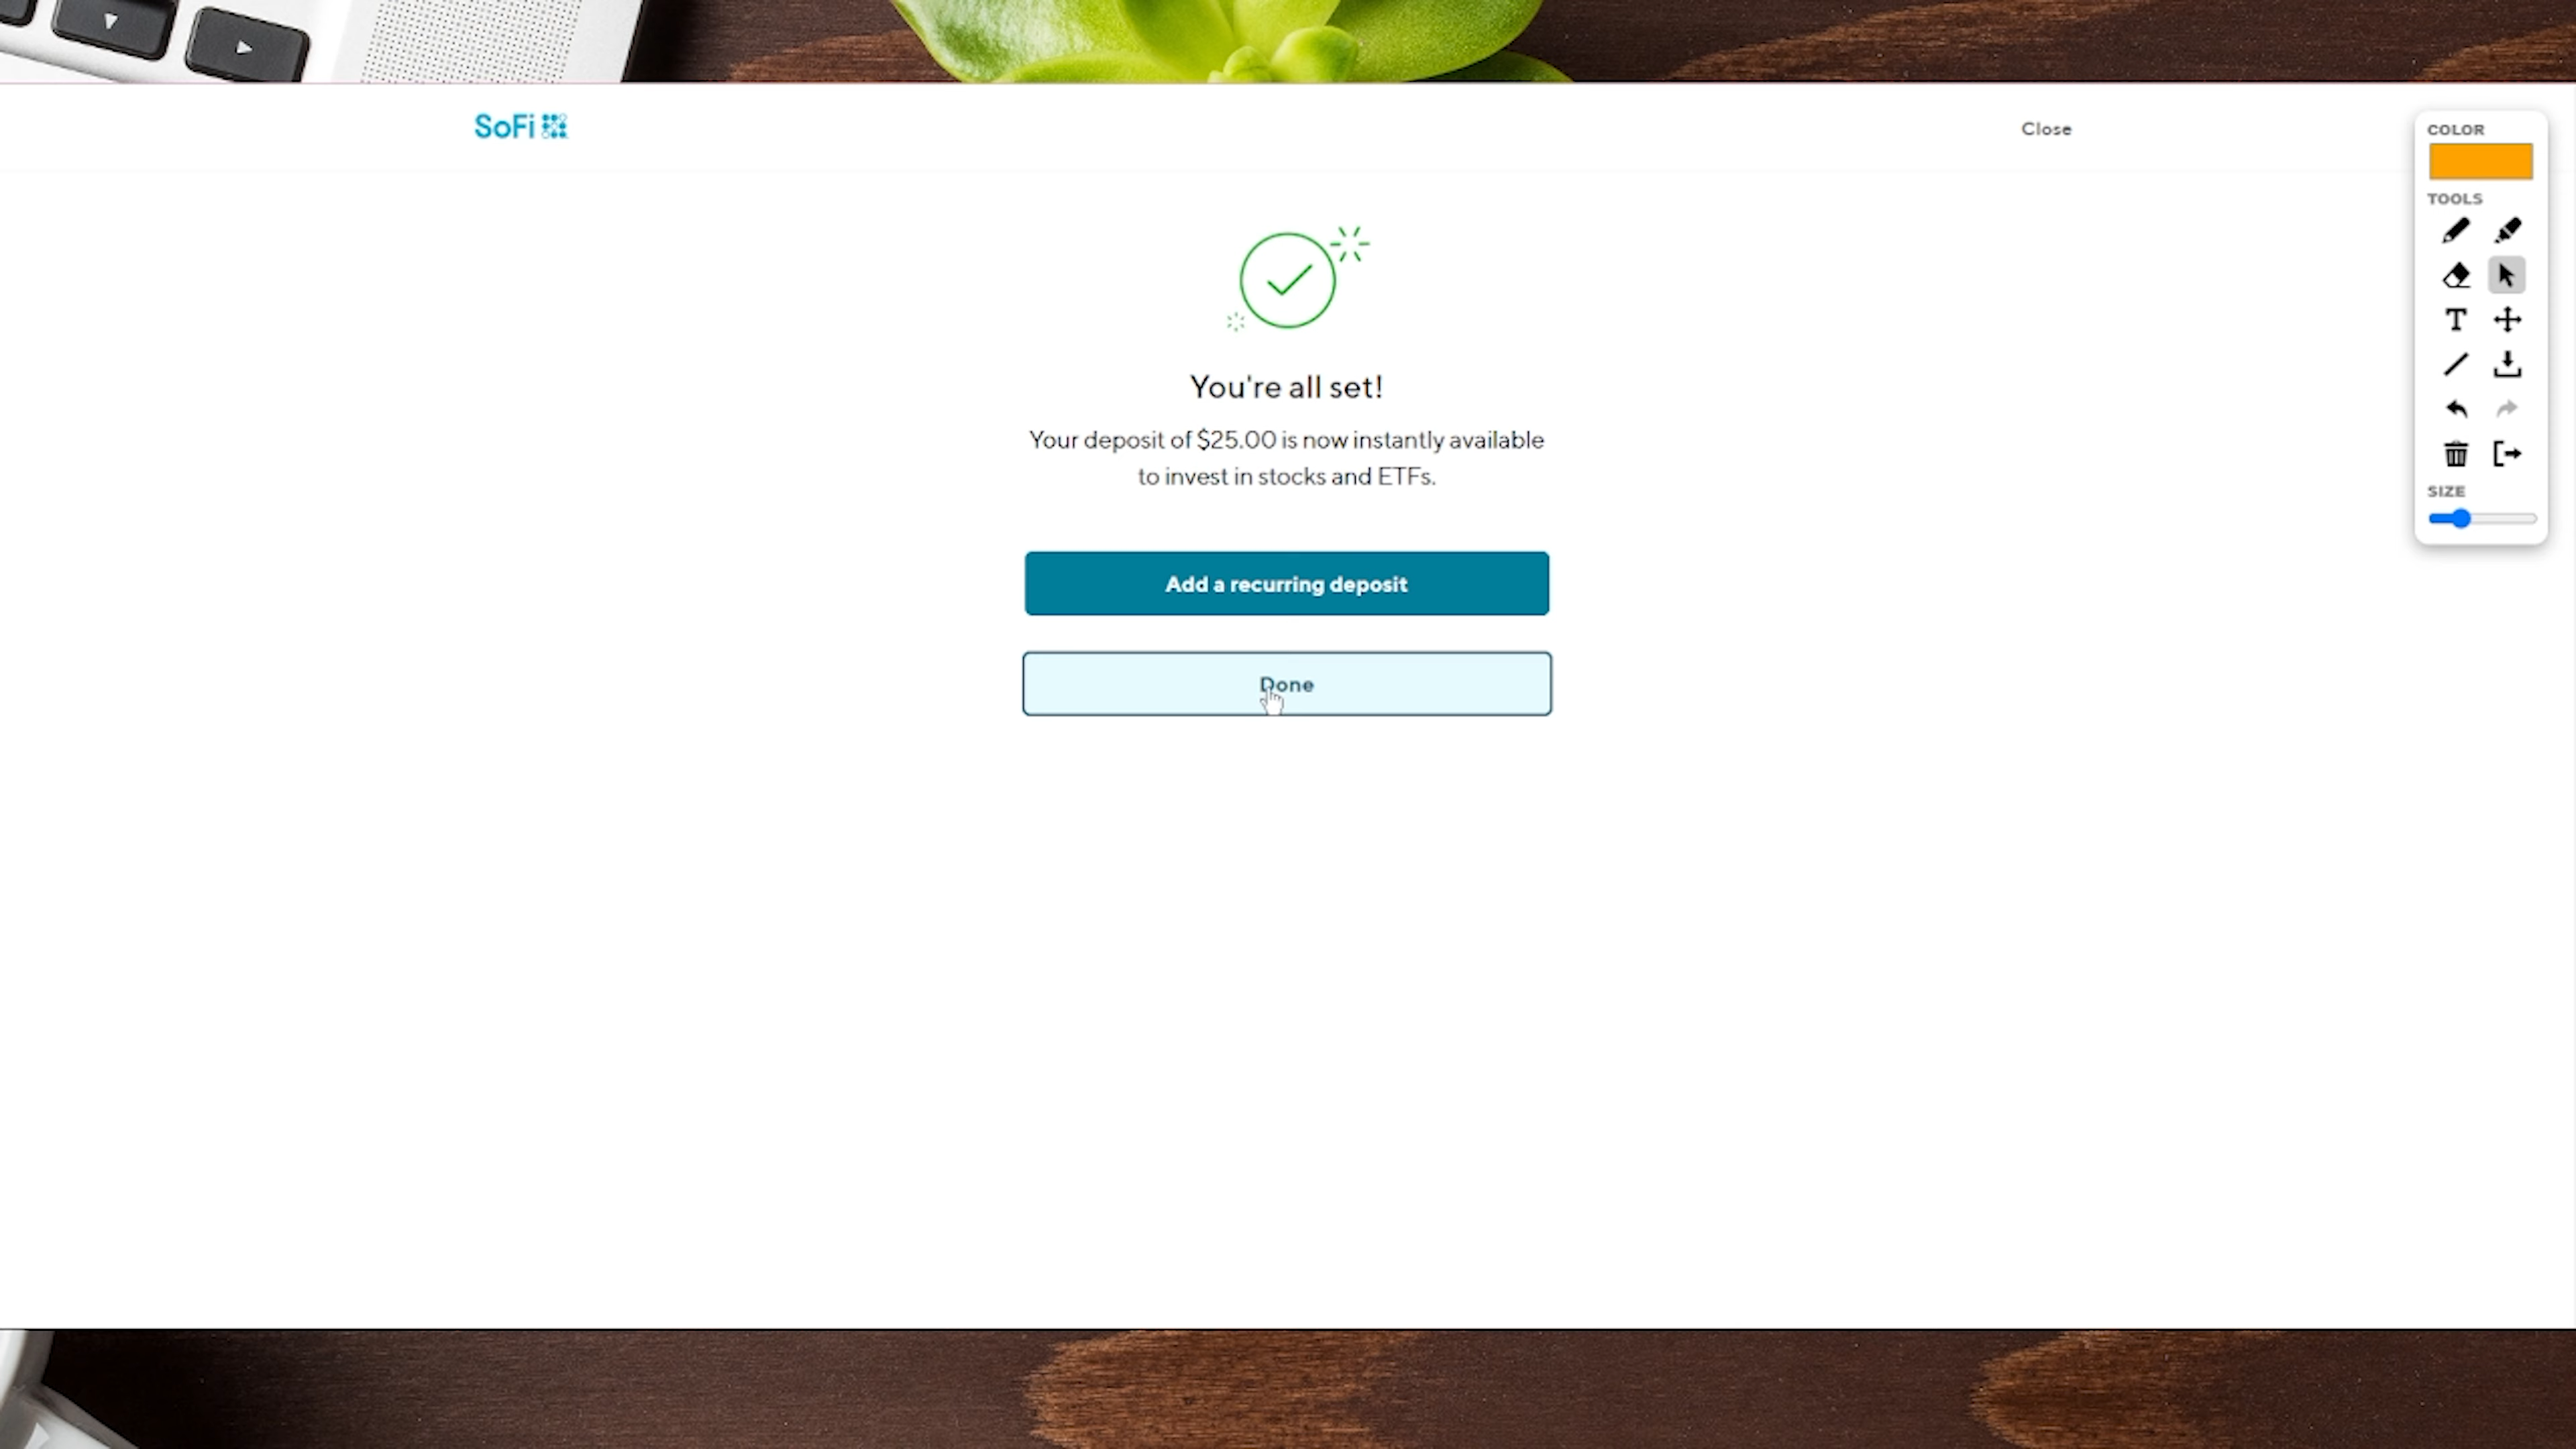 SoFi
Close
COLOR
TOOLS
T
SIZE
You're all set!
Your deposit of $25.00 is now instantly available
to invest in stocks and ETFs.
Add a recurring deposit
Done